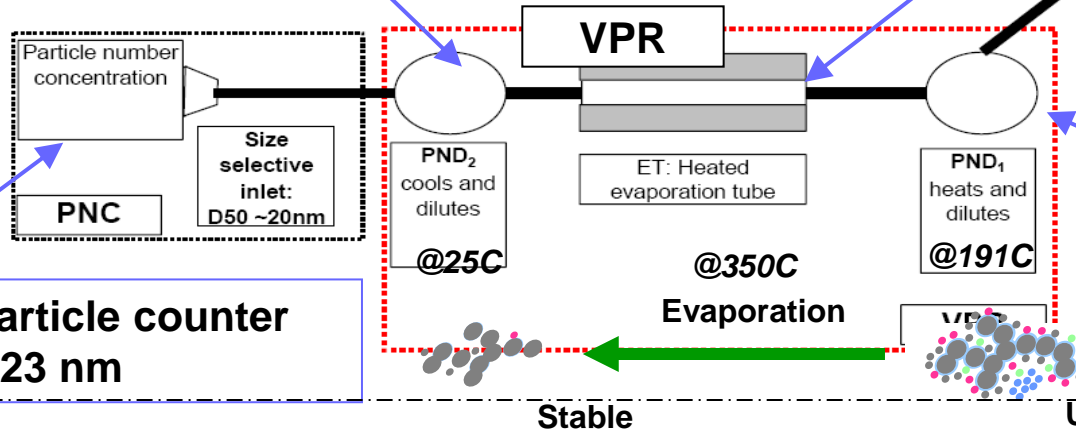 VPR
Particle number
concentration
Size
selective
inlet:
D50 ~20nm
PNC
PND₂
cools and
dilutes
@25C
ET: Heated
evaporation tube
@350C
Evaporation
PND₁
heats and
dilutes
@191C
article counter
23 nm
Stable